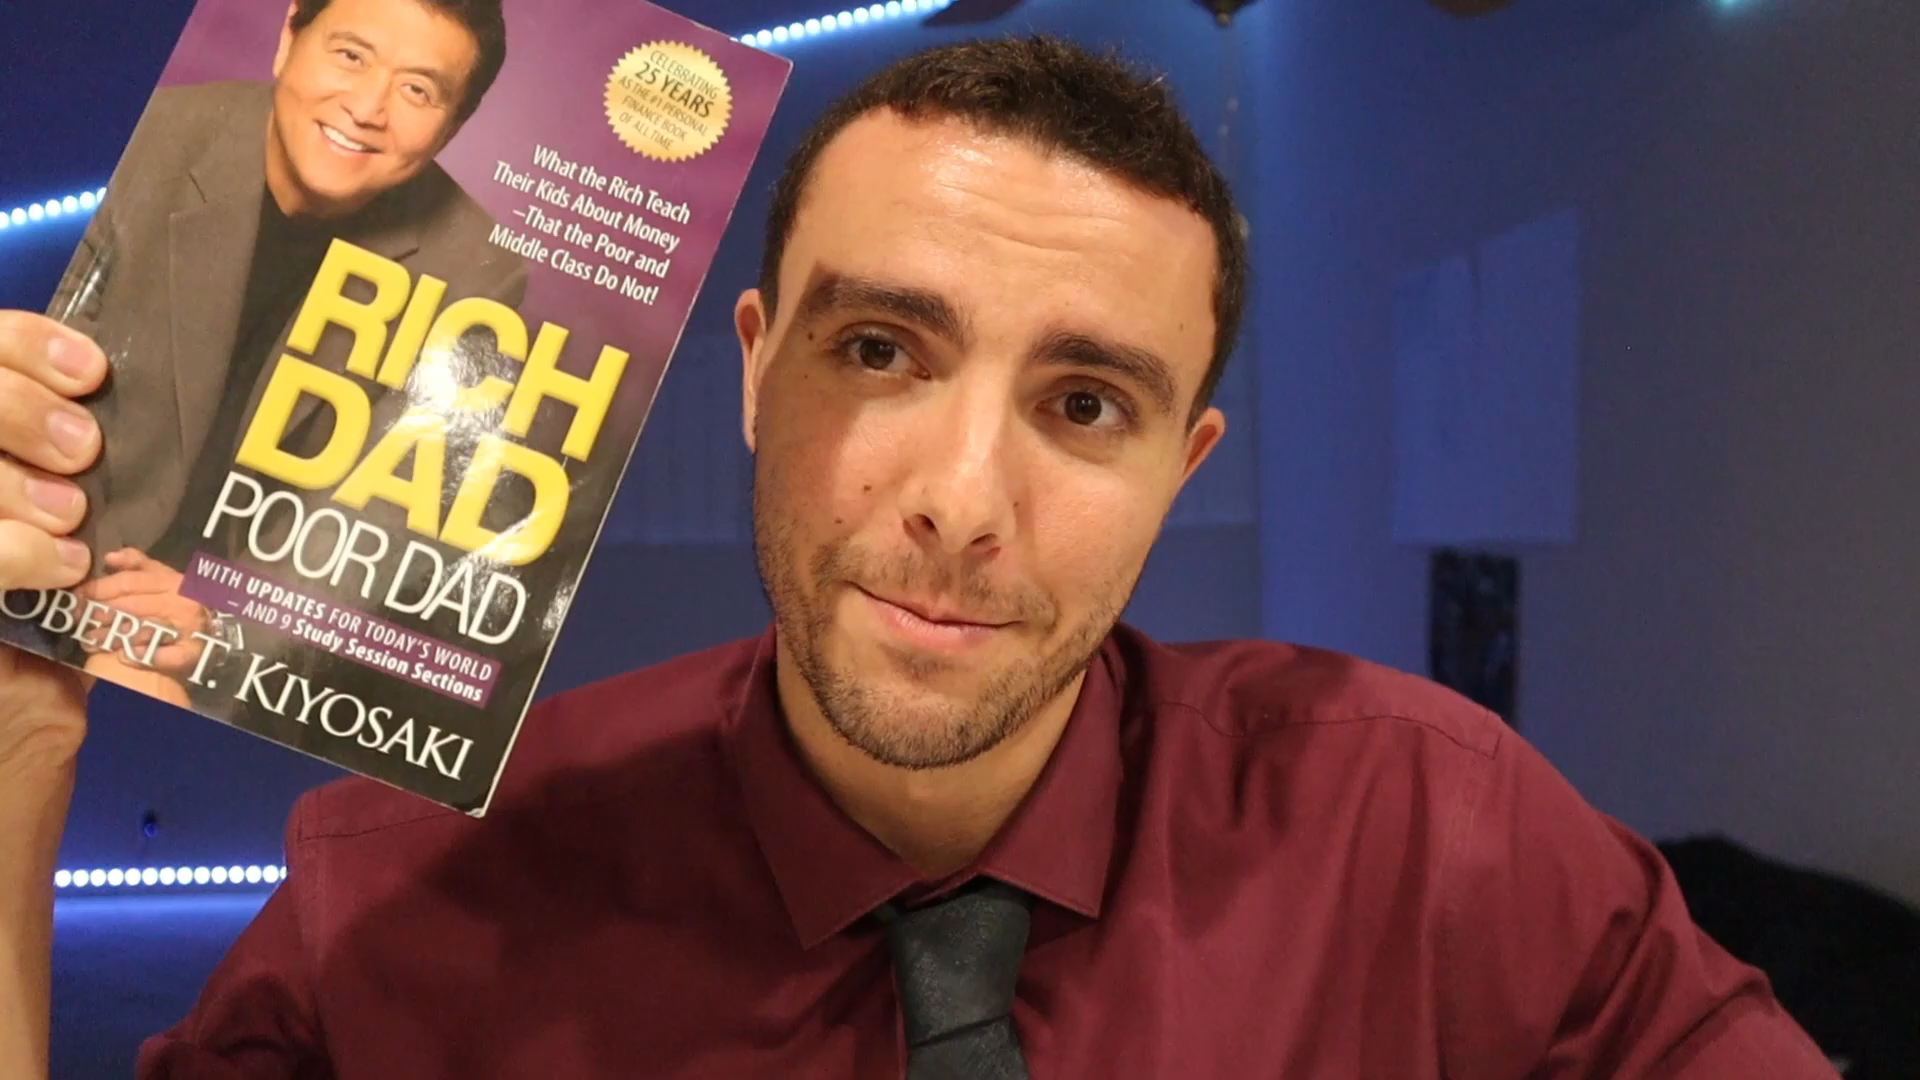 CELEBRATING
25 YEARS
AS THE #1 PERSONAL
FINANCE BOOK
OF ALL TIME
What the Rich Teach
Their Kids About Money
–That the Poor and
Middle Class Do Not!
RICH
DAD
POOR DAD
WITH UPDATES FOR TODAY'S WORLD
– AND 9 Study Session Sections
OBERT T. KIYOSAKI